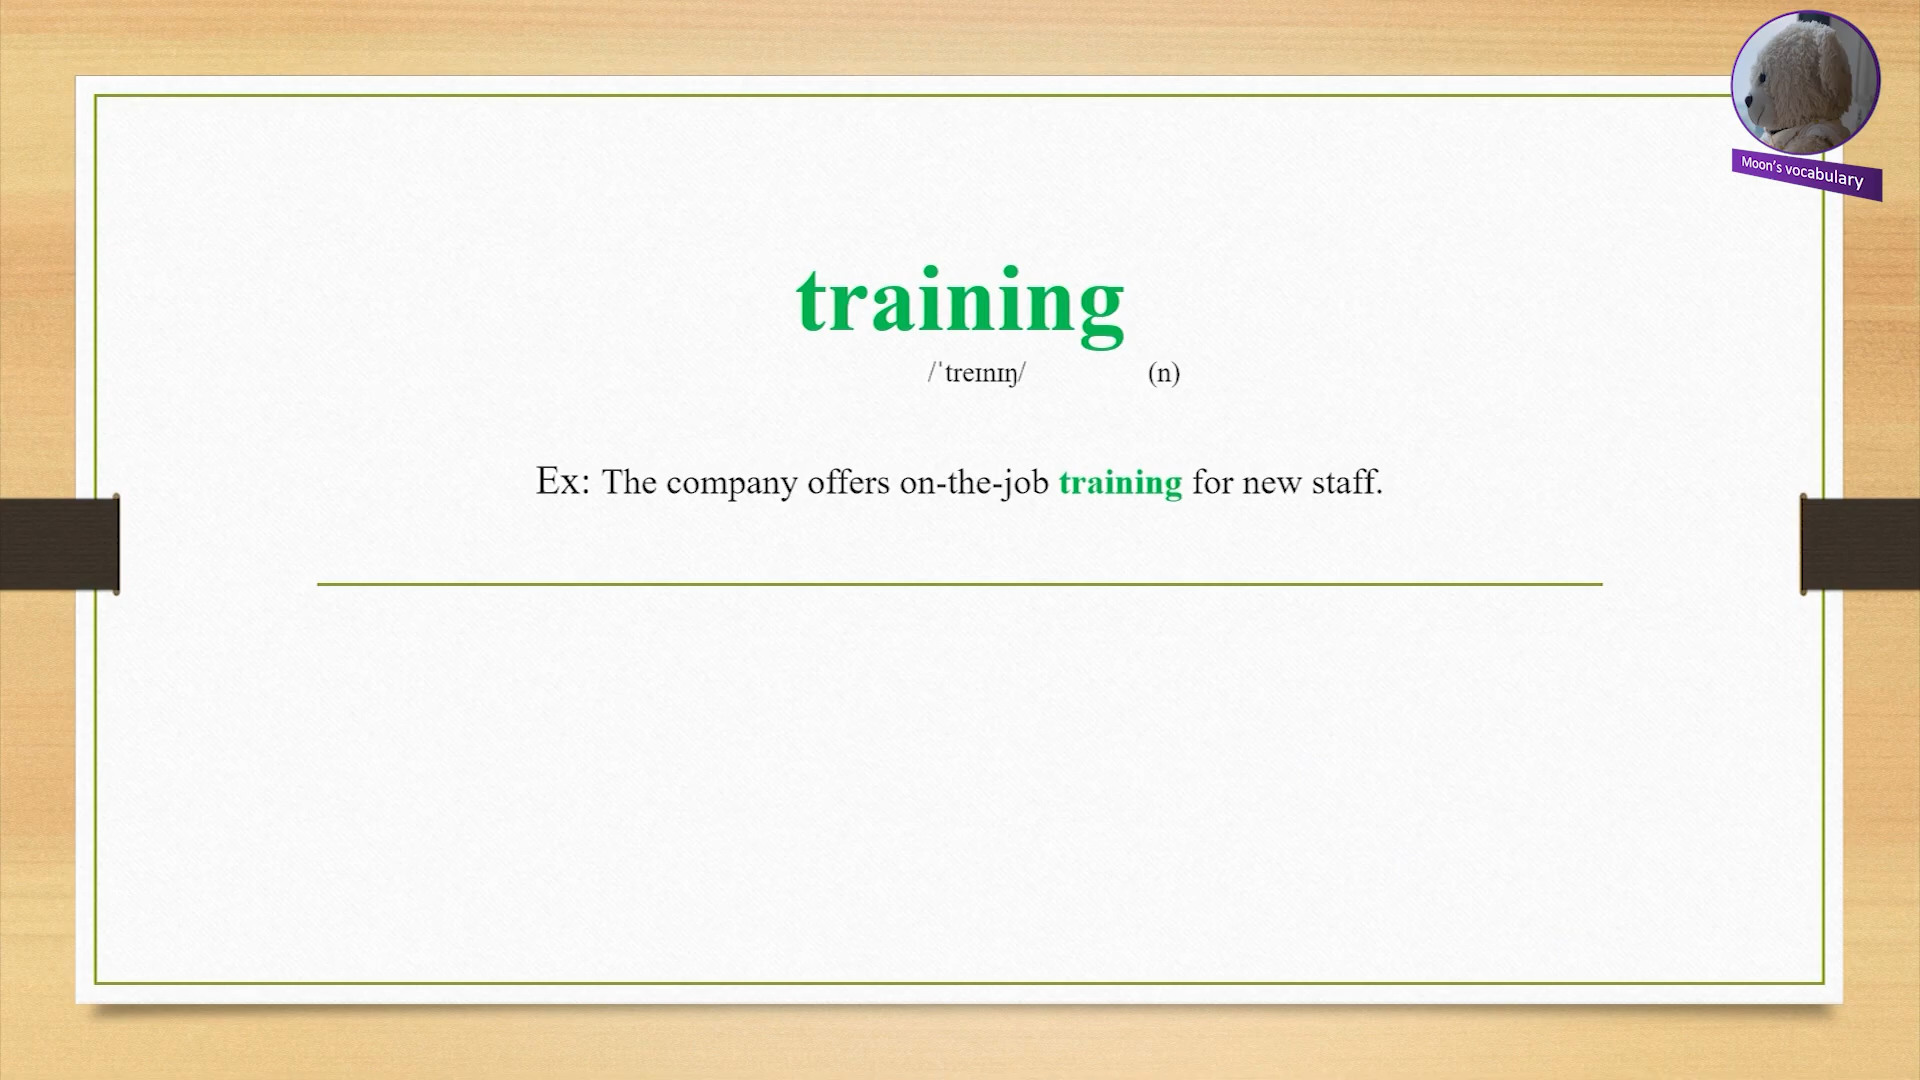 Moon's vocabulary
training
/ˈtreɪnɪŋ/ (n)
Ex: The company offers on-the-job training for new staff.